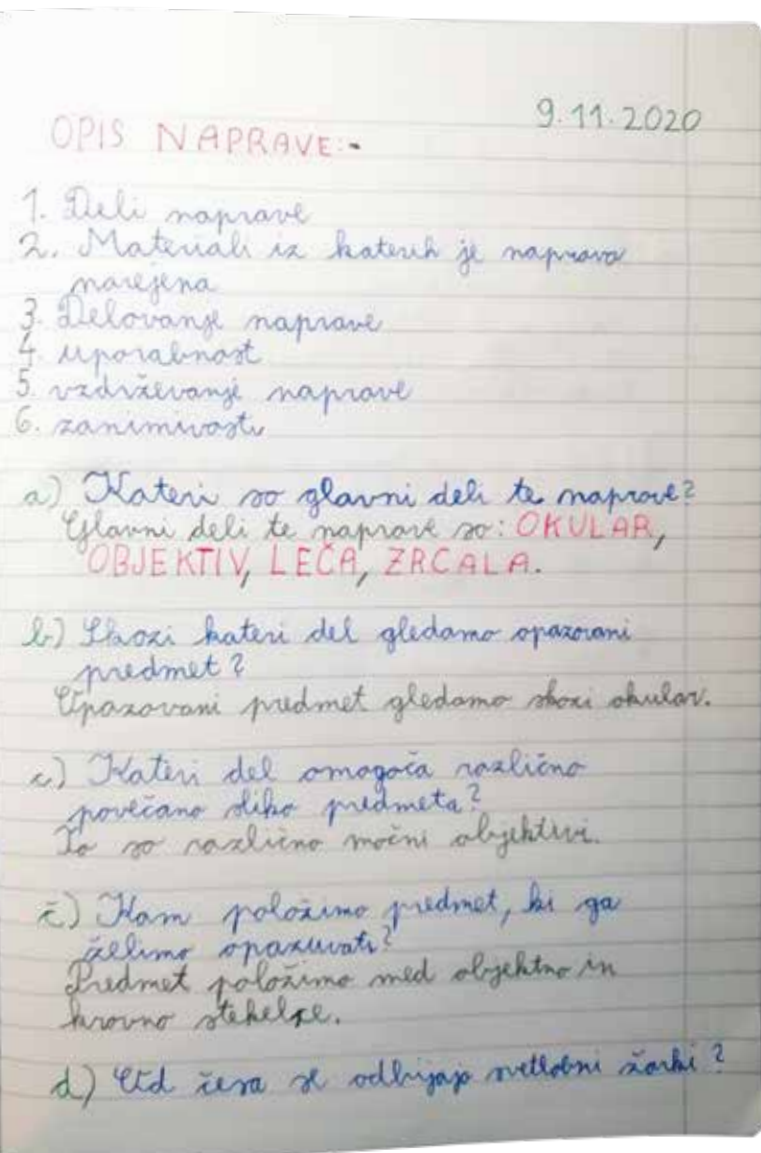 9.11.2020
OPIS NAPRAVE:-
1. Deli naprave
2. Materiali iz katerih je naprava
narejena
3. Delovanje naprave
4. uporabnost
5. vzdrževanje naprave
6. zanimivosti
a) Kateri so glavni deli te naprave?
Glavni deli te naprave so: OKULAR,
OBJEKTIV, LEČA, ZRCALA.
b) Skozi kateri del gledamo opazovani
predmet?
Opazovani predmet gledamo skozi okular.
c) Kateri del omogoča različno
povečano sliko predmeta?
To so različno močni objektivi.
č) Kam položimo predmet, ki ga
želimo opazuvati?
Predmet položimo med objektno in
krovno stekelce.
d) Od česa se odbijajo svetlobni žarki?